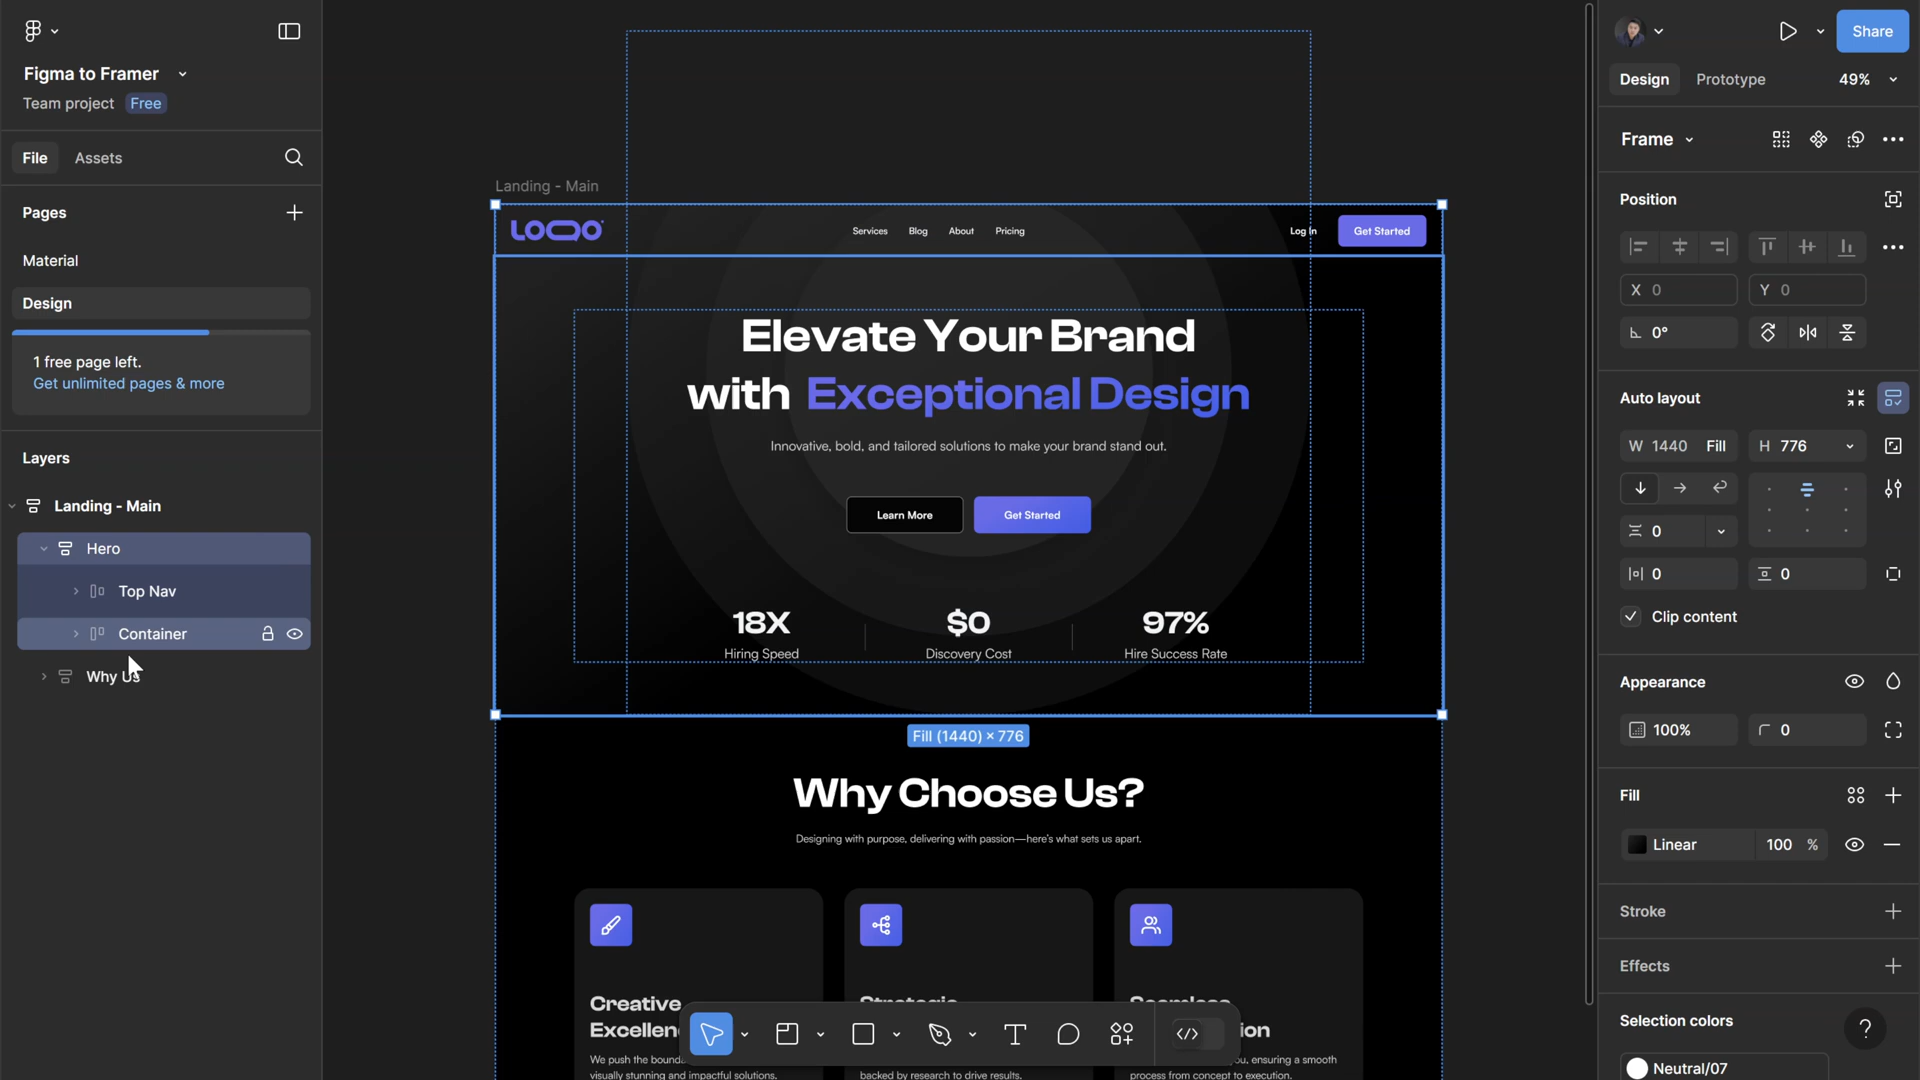 Figma to Framer
Team project Free
File Assets
Pages
Material
Design
1 free page left.
Get unlimited pages & more
Layers
Landing - Main
Hero
Top Nav
Container
Why Us
Landing - Main
LOQO
Services Blog About Pricing
Log In Get Started
Elevate Your Brand
with Exceptional Design
Innovative, bold, and tailored solutions to make your brand stand out.
Learn More Get Started
18X $0 97%
Hiring Speed Discovery Cost Hire Success Rate
Fill (1440) × 776
Why Choose Us?
Designing with purpose, delivering with passion—here's what sets us apart.
Creative
visually stunning and impactful solutions.
backed by research to drive results.
ensuring a smooth
process from concept to execution.
Share
Design Prototype 49%
Frame
Position
X 0 Y 0
0°
Auto layout
W 1440 Fill H 776
0
0 0
Clip content
Appearance
100% 0
Fill
Linear 100 %
Stroke
Effects
Selection colors
?
Neutral/07